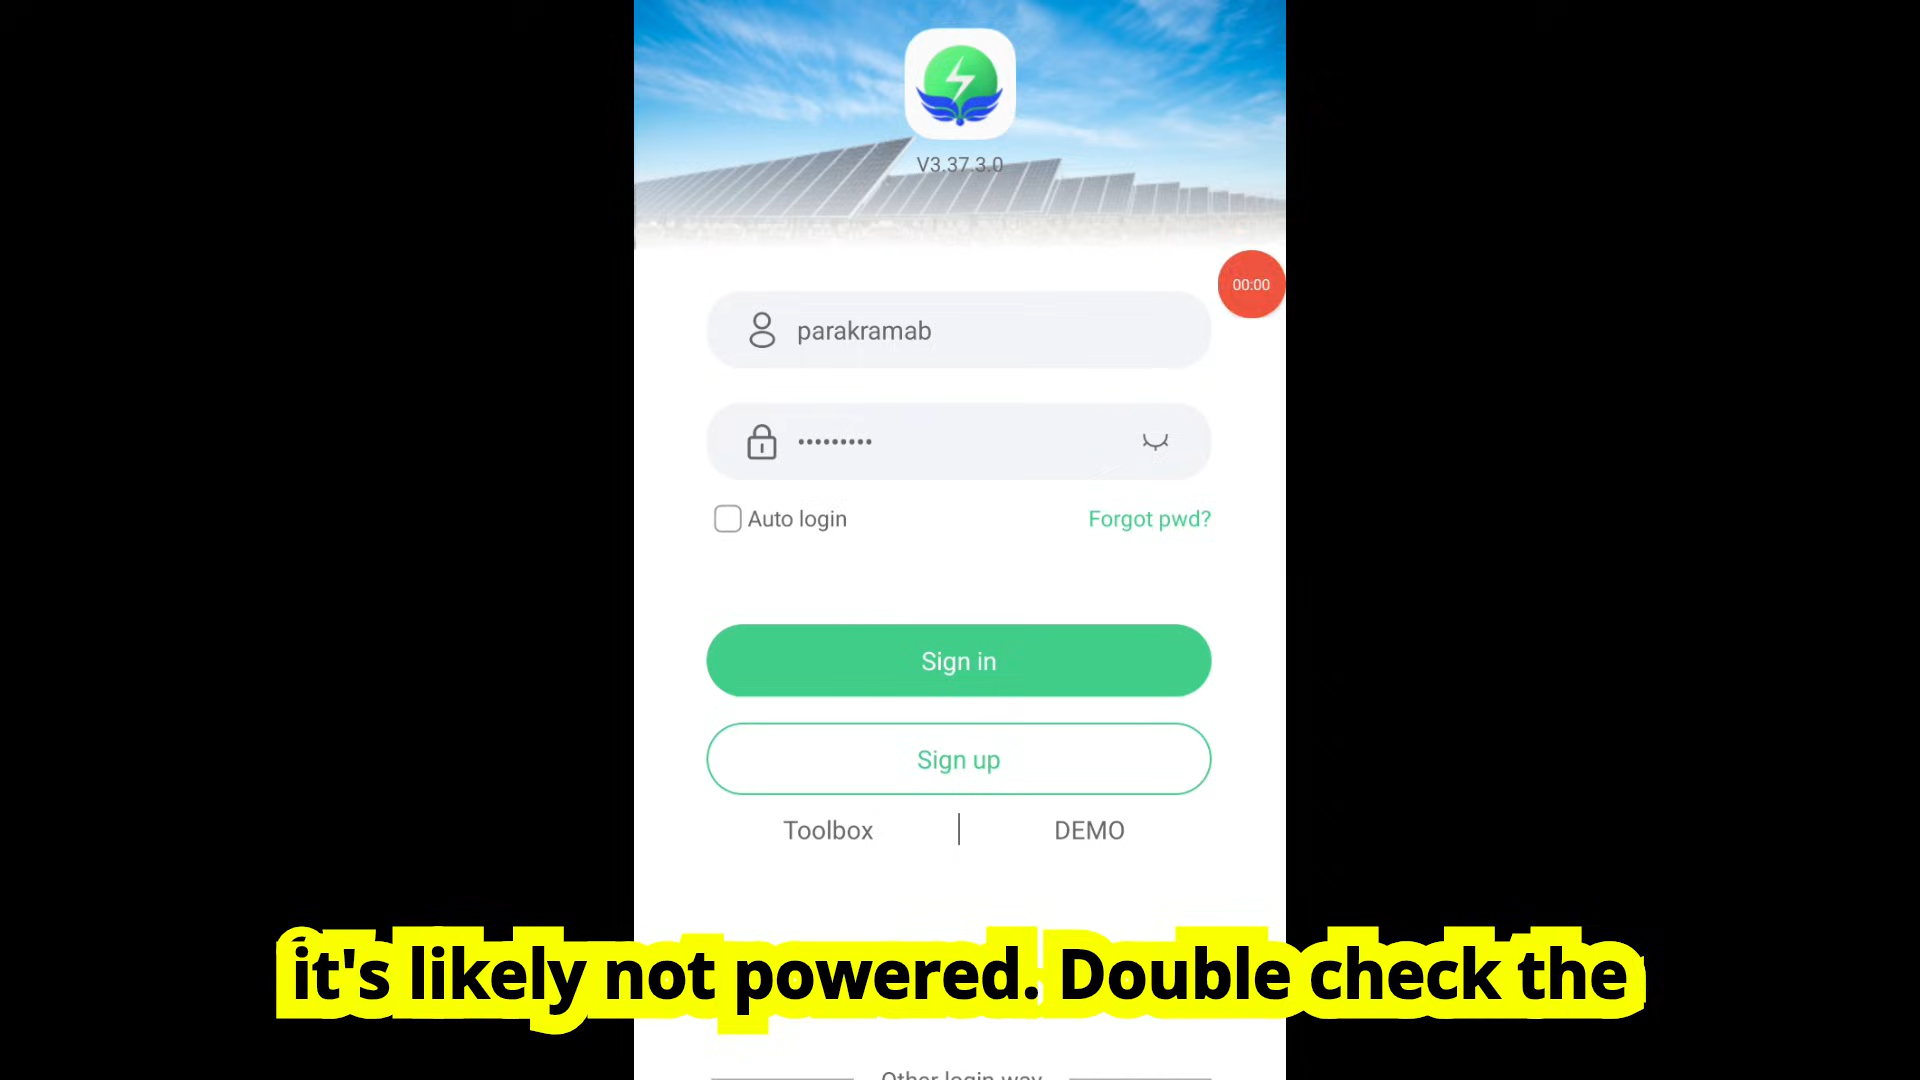 V3.37.3.0
00:00
parakramab
•••••••••
Auto login
Forgot pwd?
Sign in
Sign up
Toolbox | DEMO
it's likely not powered. Double check the
Other login way